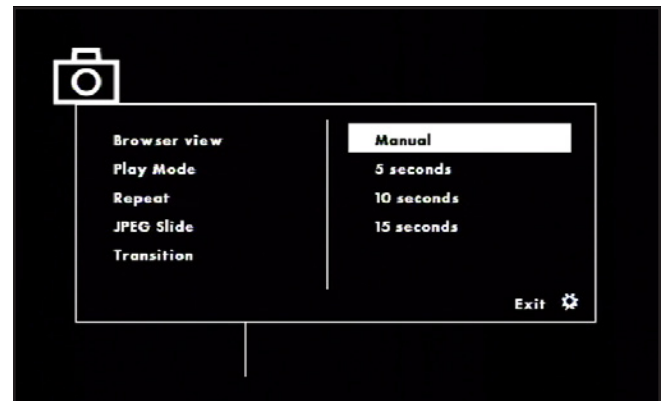 Browser view
Play Mode
Repeat
JPEG Slide
Transition
Manual
5 seconds
10 seconds
15 seconds
Exit